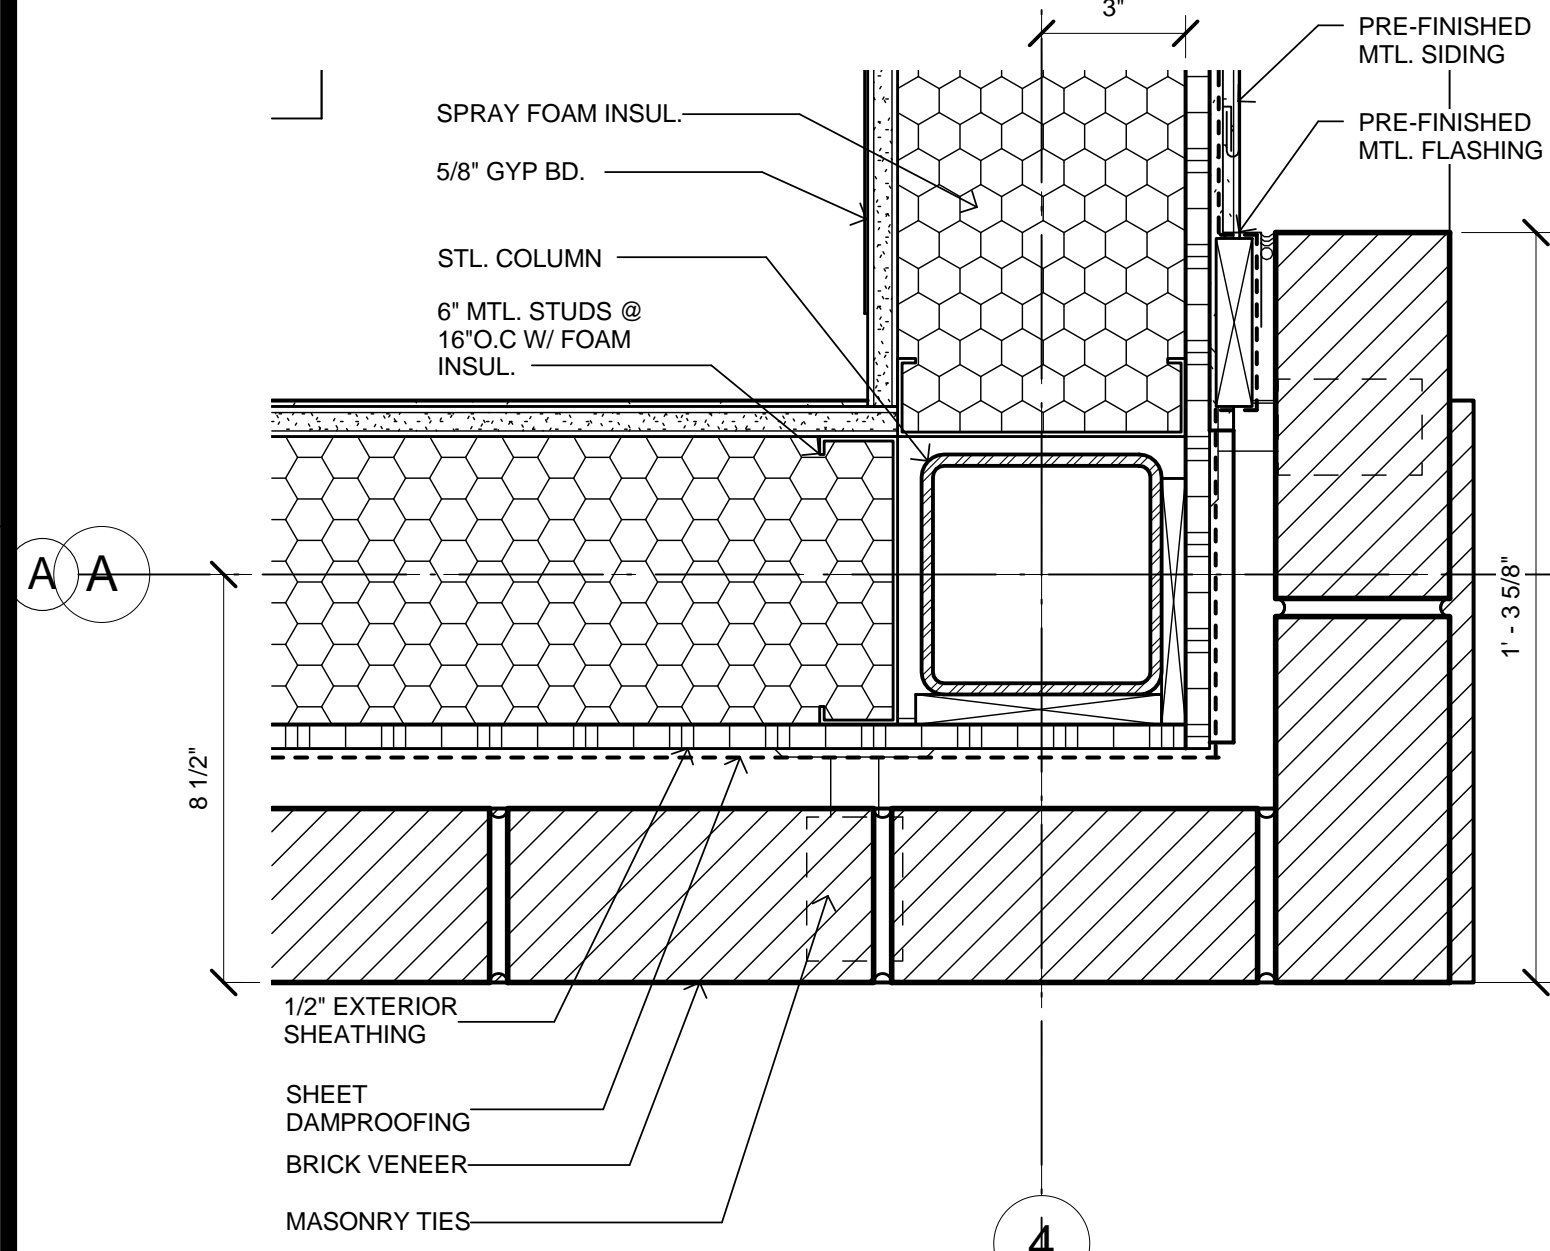 3"
PRE-FINISHED
MTL. SIDING
PRE-FINISHED
MTL. FLASHING
SPRAY FOAM INSUL.
5/8" GYP BD.
STL. COLUMN
6" MTL. STUDS @
16"O.C W/ FOAM
INSUL.
A
A
1' - 3 5/8"
8 1/2"
1/2" EXTERIOR
SHEATHING
SHEET
DAMPROOFING
BRICK VENEER
MASONRY TIES
4